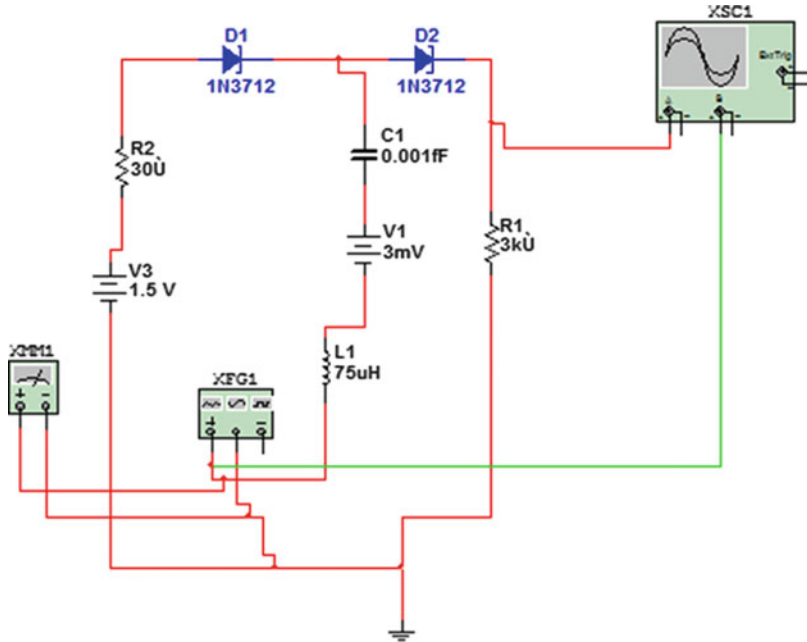 XSC1
D1
D2
Ext Trig
1N3712
1N3712
A
B
R2
30Ù
C1
0.001fF
V1
3mV
R1
3kÙ
V3
1.5 V
XMM1
L1
75uH
XFG1